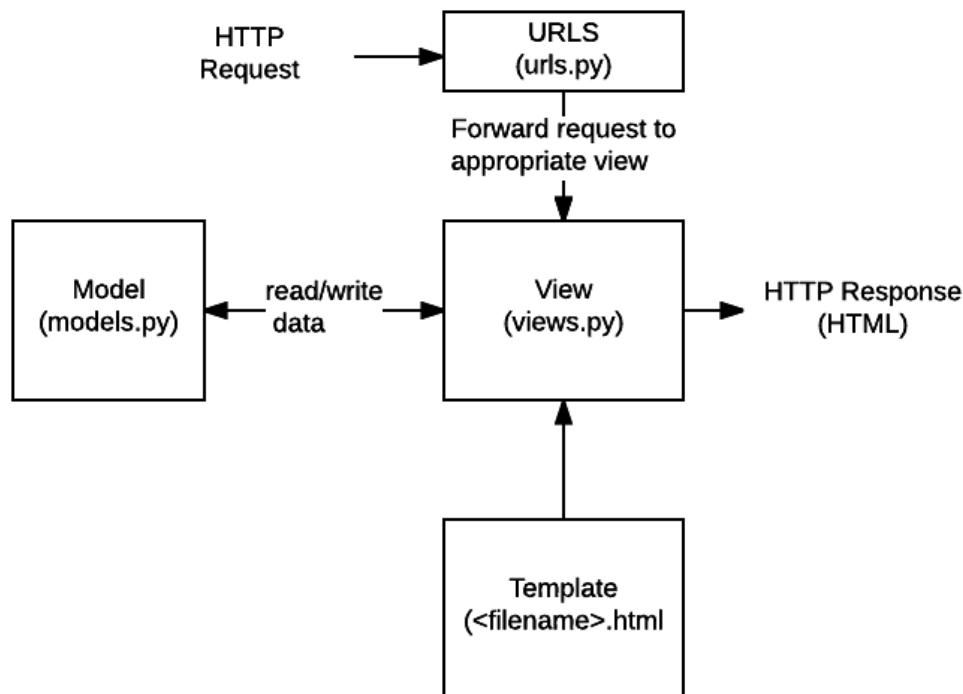 HTTP
Request
URLS
(urls.py)
Forward request to
appropriate view
Model
(models.py)
read/write
data
View
(views.py)
HTTP Response
(HTML)
Template
(<filename>.html